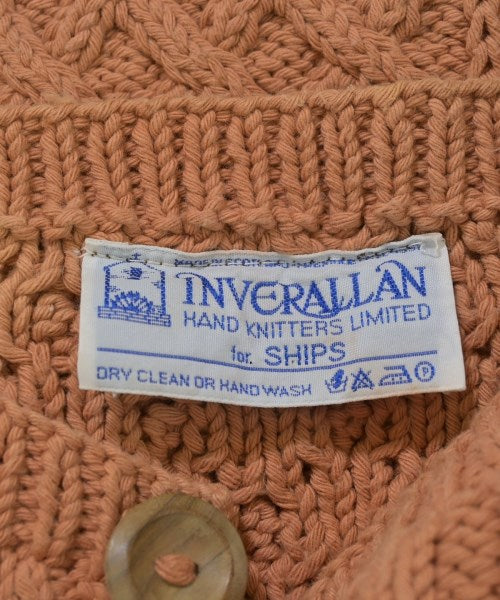 INVERALLAN
HAND KNITTERS LIMITED
for SHIPS
DRY CLEAN OR HAND WASH
P